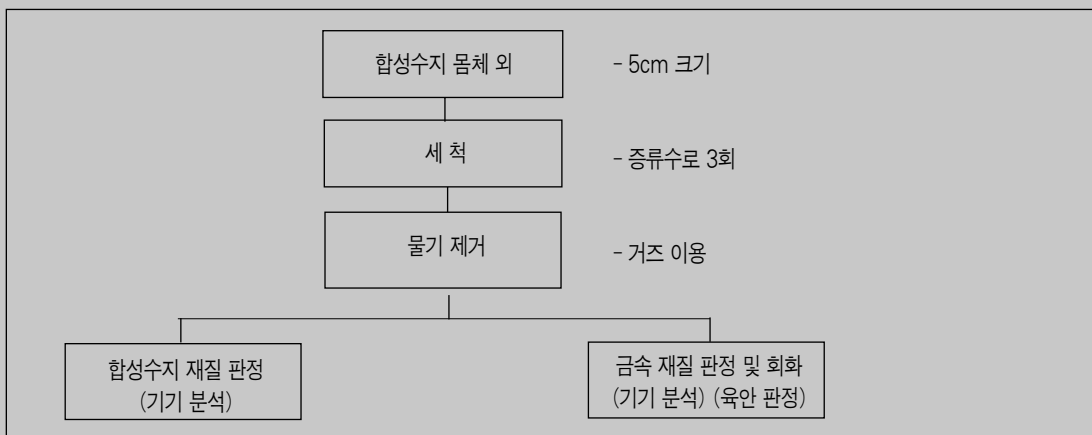 합성수지 몸체 외
- 5cm 크기
세 척
- 증류수로 3회
물기 제거
- 거즈 이용
합성수지 재질 판정
(기기 분석)
금속 재질 판정 및 회화
(기기 분석) (육안 판정)